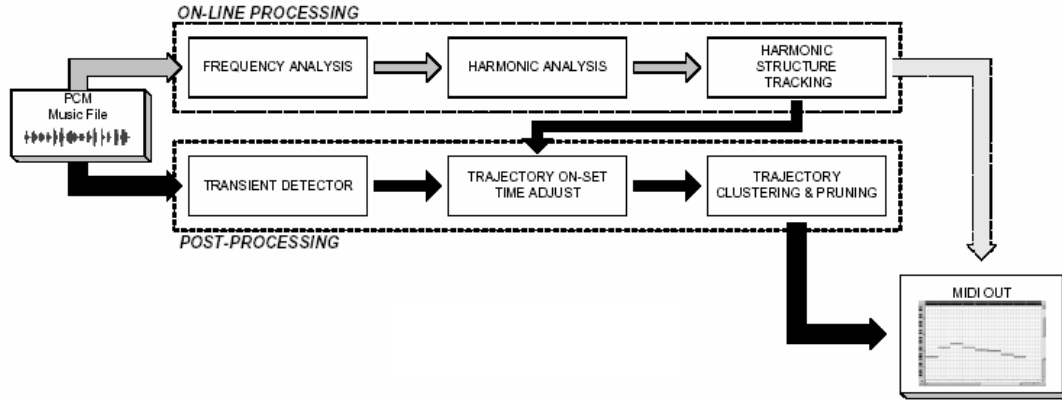 ON-LINE PROCESSING
FREQUENCY ANALYSIS
HARMONIC ANALYSIS
HARMONIC
STRUCTURE
TRACKING
PCM
Music File
TRANSIENT DETECTOR
TRAJECTORY ON-SET
TIME ADJUST
TRAJECTORY
CLUSTERING & PRUNING
POST-PROCESSING
MIDI OUT